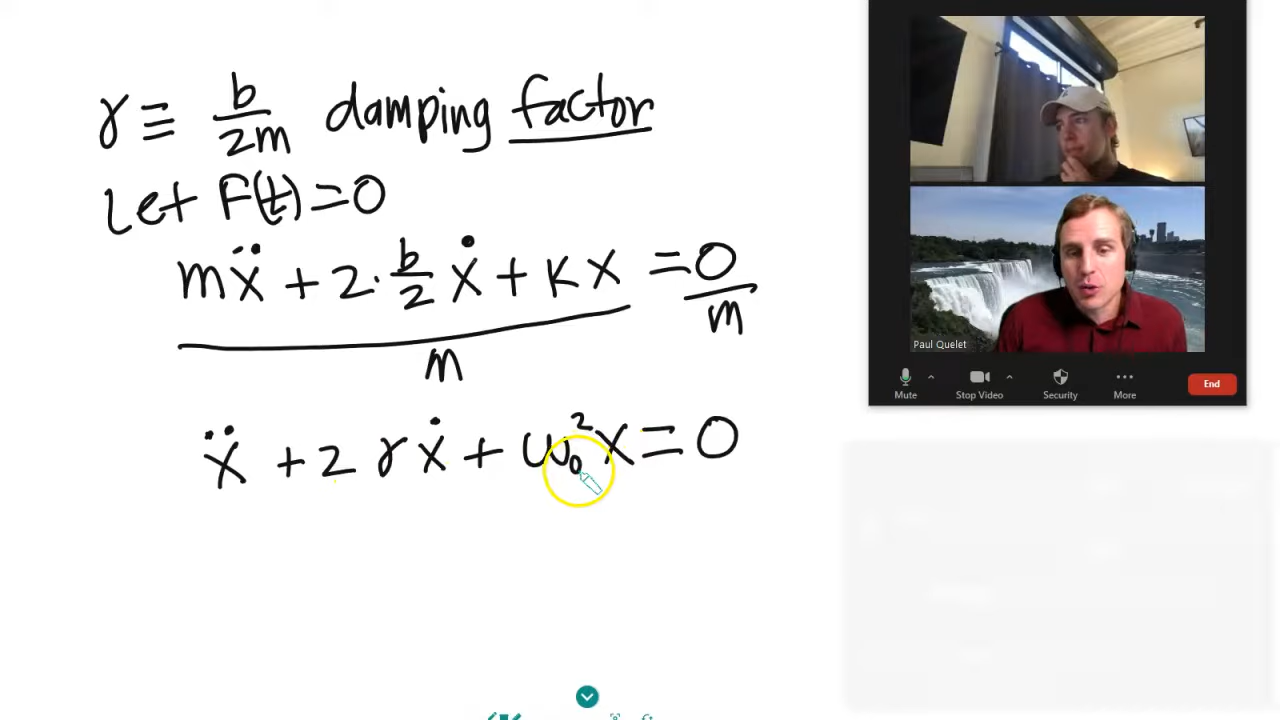 γ ≡ b/2m damping factor
Let F(t)=0
mẍ + 2·b/2 ẋ + kx = 0
m m
ẍ + 2γẋ + ω₀²x = 0
Paul Quelet
Mute Stop Video Security More End